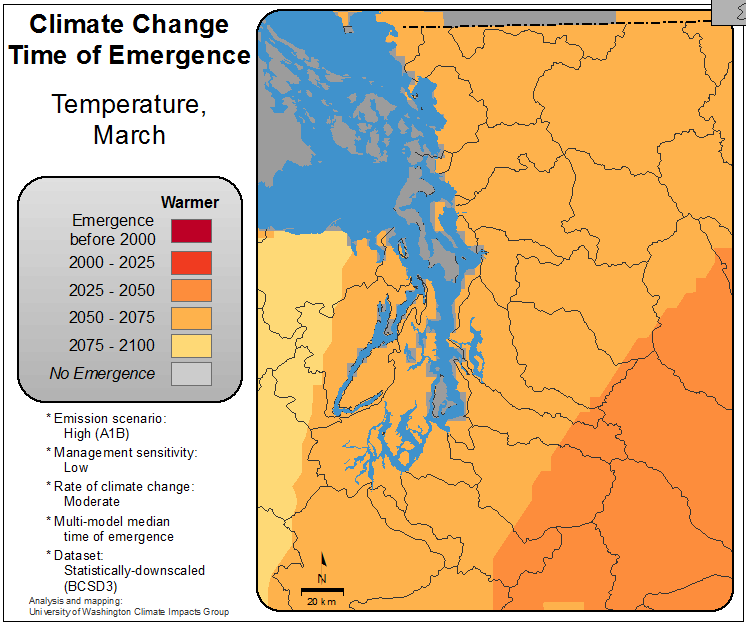 Climate Change
Time of Emergence
Temperature,
March
Warmer
Emergence
before 2000
2000 - 2025
2025 - 2050
2050 - 2075
2075 - 2100
No Emergence
* Emission scenario:
High (A1B)
* Management sensitivity:
Low
* Rate of climate change:
Moderate
* Multi-model median
time of emergence
* Dataset:
Statistically-downscaled
(BCSD3)
Analysis and mapping:
University of Washington Climate Impacts Group
N
20 km